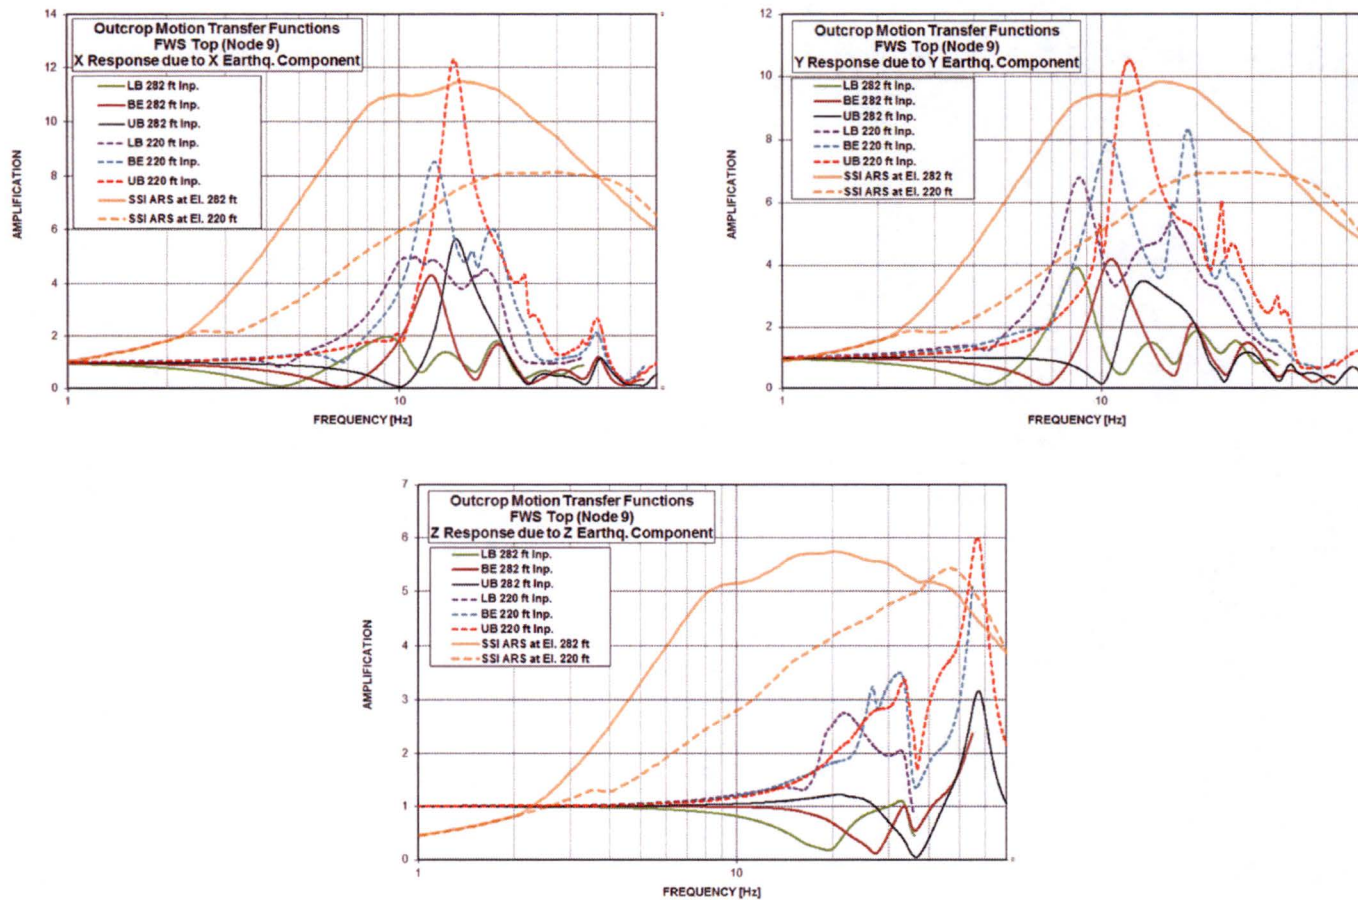 Outcrop Motion Transfer Functions
FWS Top (Node 9)
X Response due to X Earthq. Component
LB 282 ft Inp.
BE 282 ft Inp.
UB 282 ft Inp.
LB 220 ft Inp.
BE 220 ft Inp.
UB 220 ft Inp.
SSI ARS at El. 282 ft
SSI ARS at El. 220 ft
AMPLIFICATION
14
12
10
8
6
4
2
0
1
10
FREQUENCY [Hz]
Outcrop Motion Transfer Functions
FWS Top (Node 9)
Y Response due to Y Earthq. Component
LB 282 ft Inp.
BE 282 ft Inp.
UB 282 ft Inp.
LB 220 ft Inp.
BE 220 ft Inp.
UB 220 ft Inp.
SSI ARS at El. 282 ft
SSI ARS at El. 220 ft
AMPLIFICATION
12
10
8
6
4
2
0
1
10
FREQUENCY [Hz]
Outcrop Motion Transfer Functions
FWS Top (Node 9)
Z Response due to Z Earthq. Component
LB 282 ft Inp.
BE 282 ft Inp.
UB 282 ft Inp.
LB 220 ft Inp.
BE 220 ft Inp.
UB 220 ft Inp.
SSI ARS at El. 282 ft
SSI ARS at El. 220 ft
AMPLIFICATION
7
6
5
4
3
2
1
0
1
10
FREQUENCY [Hz]